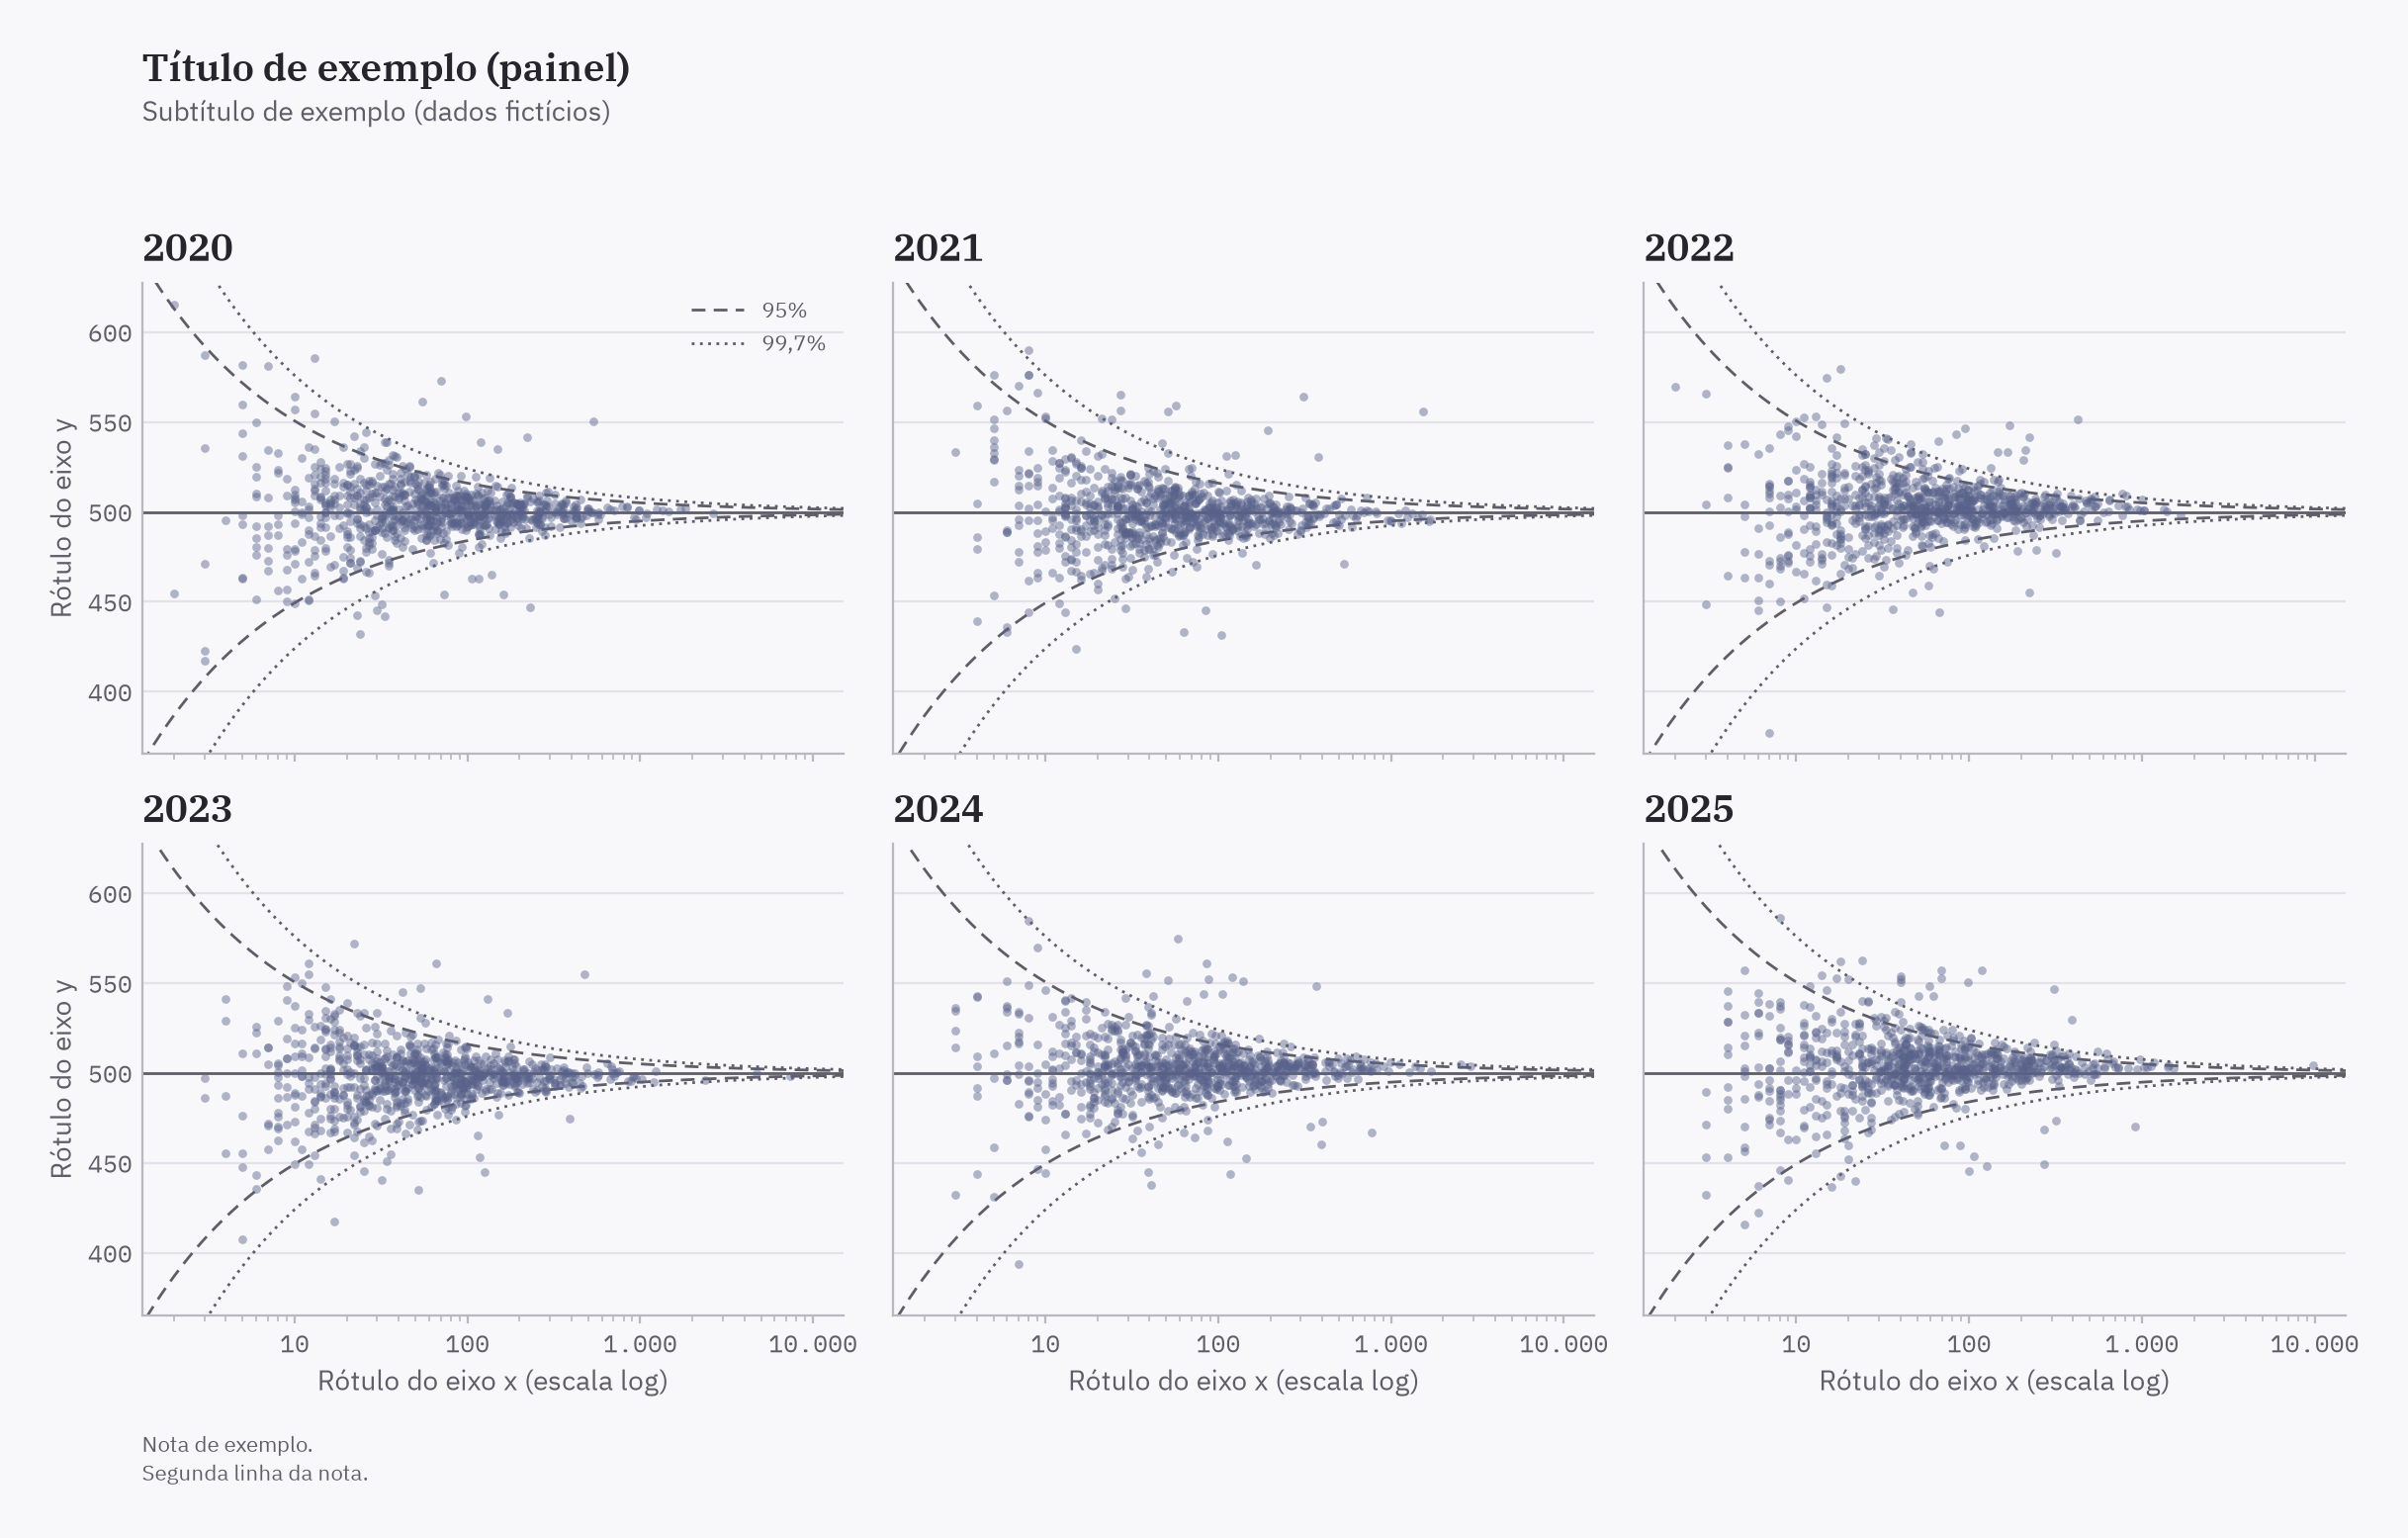 Título de exemplo (painel)
Subtítulo de exemplo (dados fictícios)
2020
2021
2022
95%
99,7%
600
550
500
450
400
Rótulo do eixo y
2023
2024
2025
600
550
500
450
400
Rótulo do eixo y
10 100 1.000 10.000
10 100 1.000 10.000
10 100 1.000 10.000
Rótulo do eixo x (escala log)
Rótulo do eixo x (escala log)
Rótulo do eixo x (escala log)
Nota de exemplo.
Segunda linha da nota.